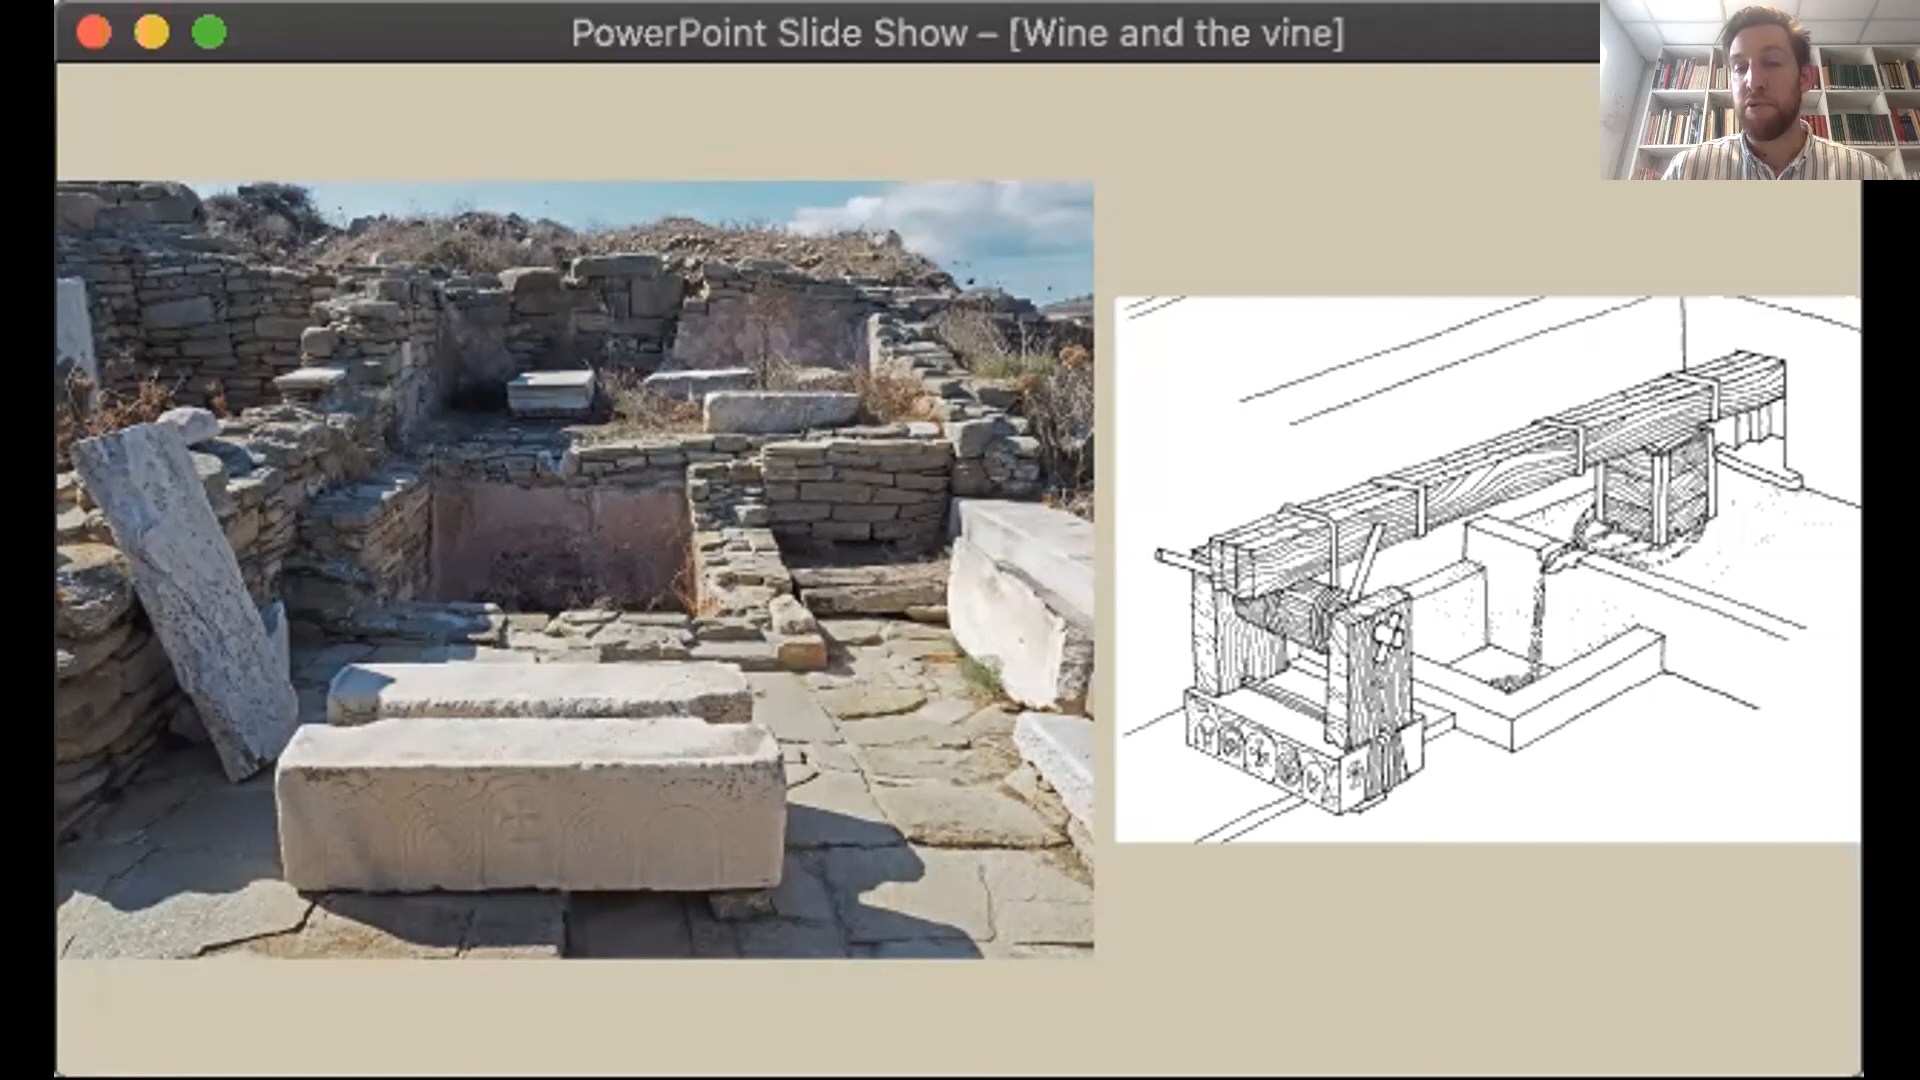 PowerPoint Slide Show – [Wine and the vine]